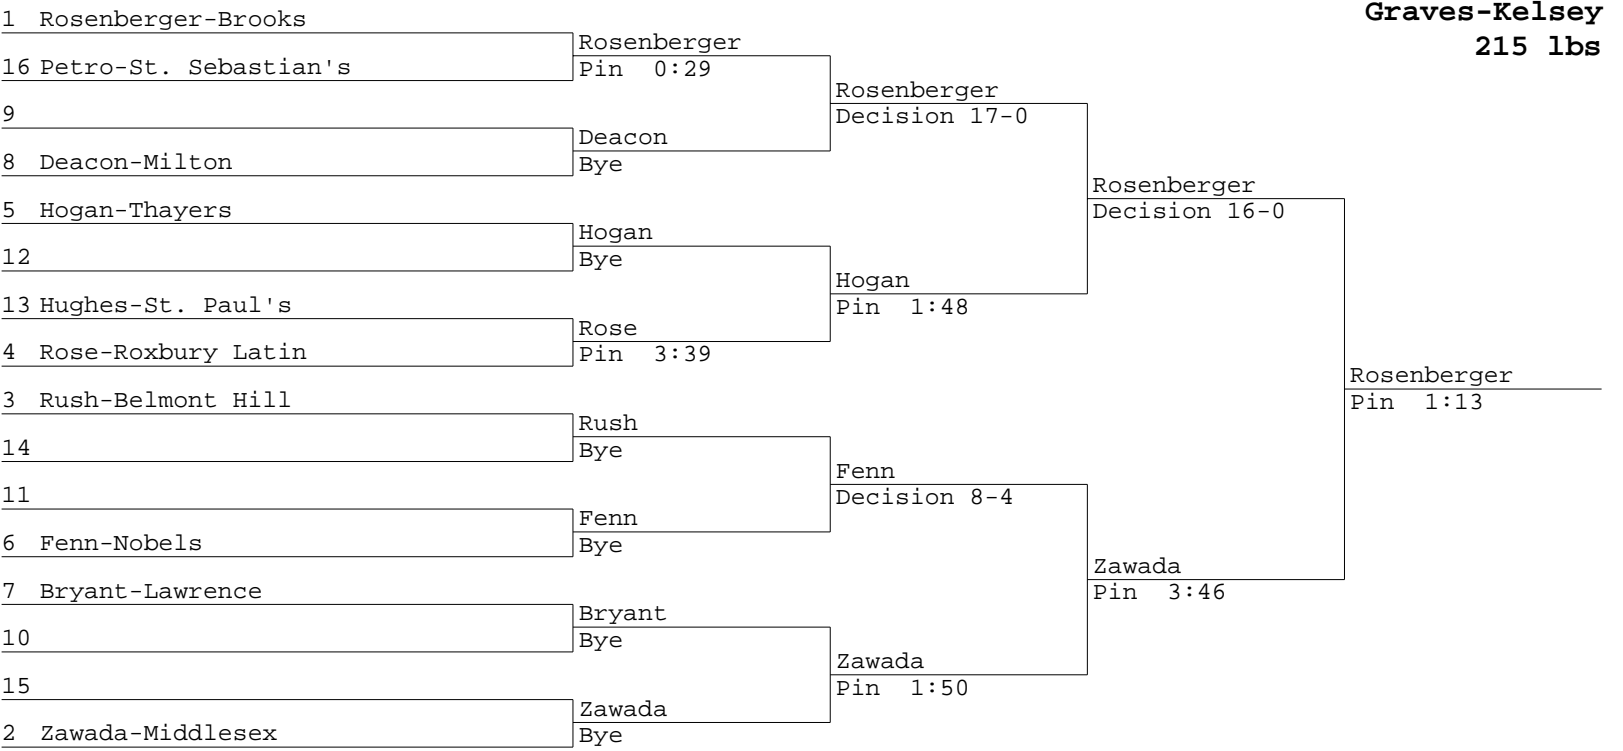 Graves-Kelsey
215 lbs
1 Rosenberger-Brooks
16 Petro-St. Sebastian's
9
8 Deacon-Milton
5 Hogan-Thayers
12
13 Hughes-St. Paul's
4 Rose-Roxbury Latin
3 Rush-Belmont Hill
14
11
6 Fenn-Nobels
7 Bryant-Lawrence
10
15
2 Zawada-Middlesex
Rosenberger
Pin 0:29
Deacon
Bye
Hogan
Bye
Rose
Pin 3:39
Rush
Bye
Fenn
Bye
Bryant
Bye
Zawada
Bye
Rosenberger
Decision 17-0
Hogan
Pin 1:48
Fenn
Decision 8-4
Zawada
Pin 1:50
Rosenberger
Decision 16-0
Zawada
Pin 3:46
Rosenberger
Pin 1:13